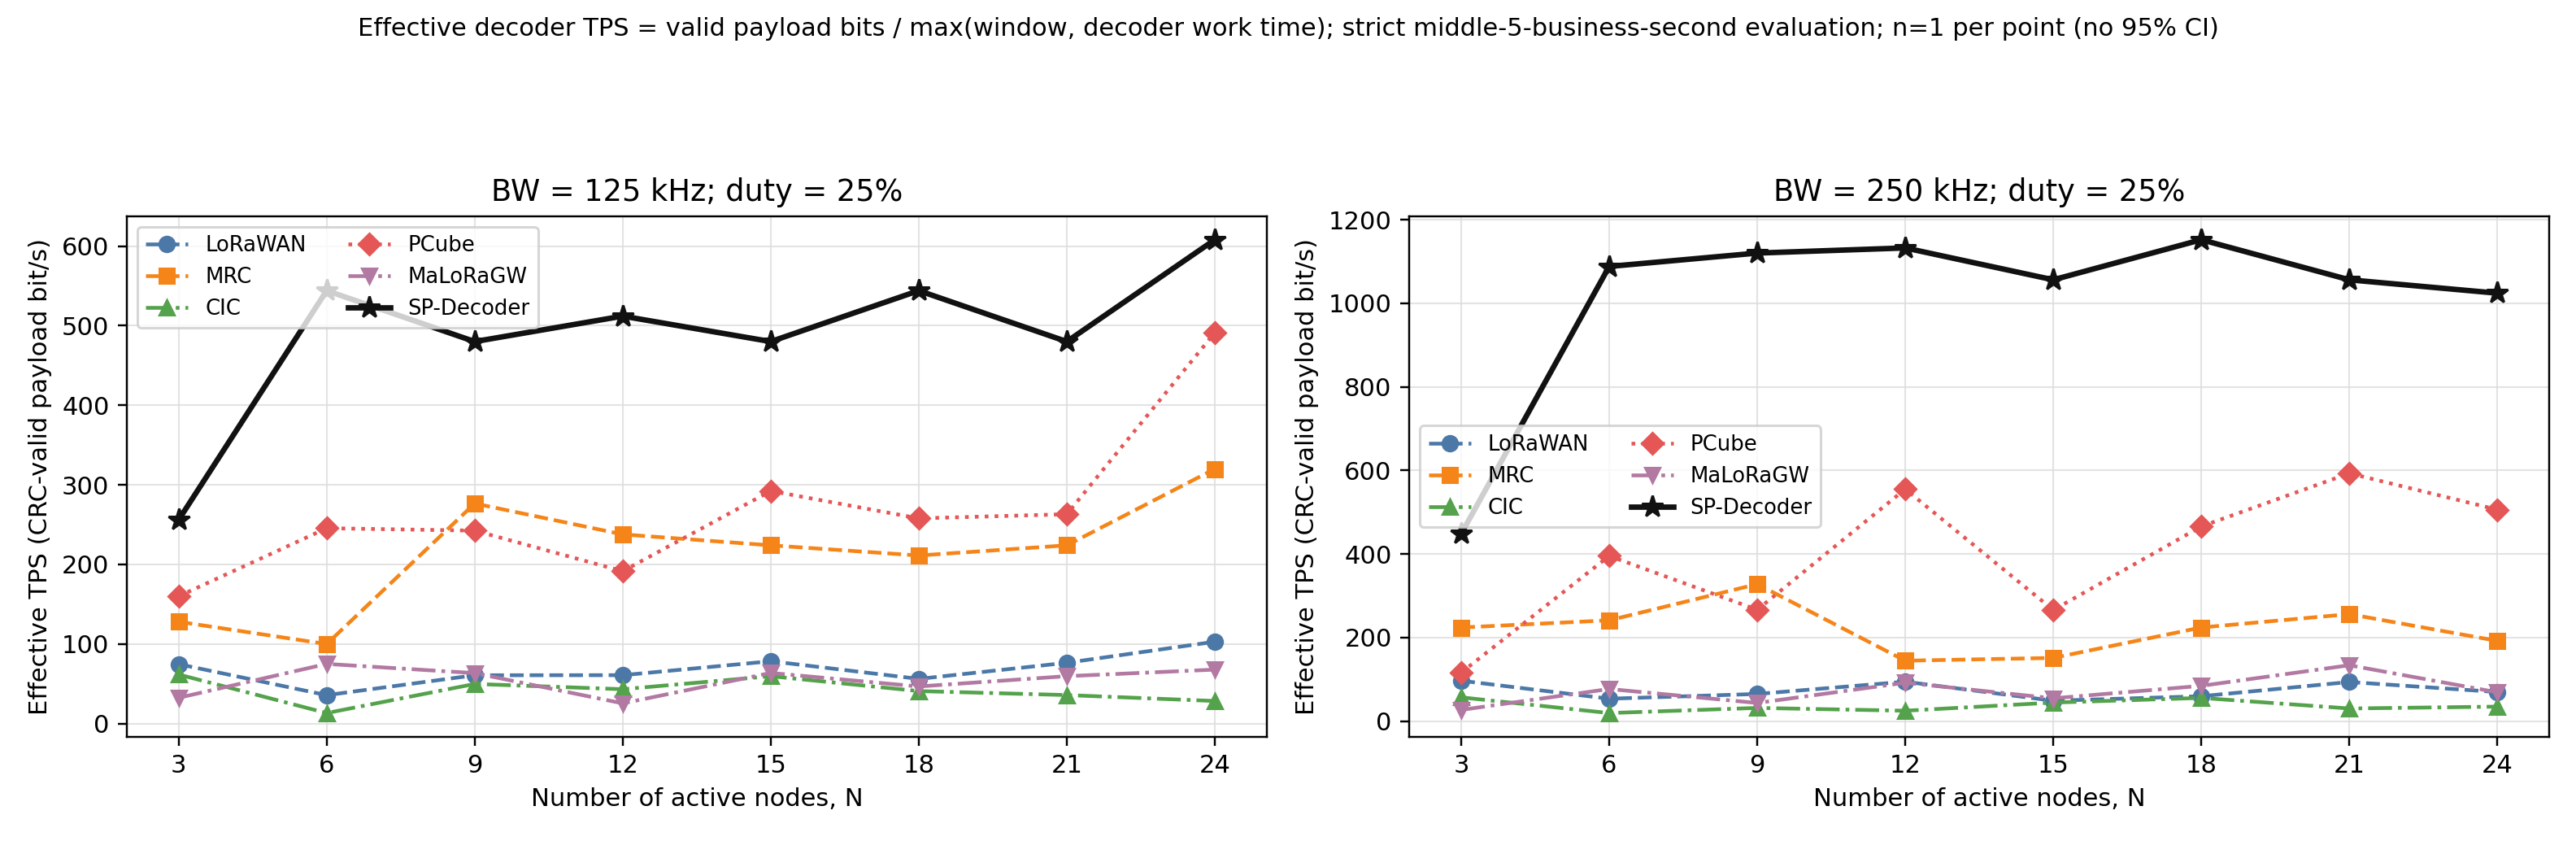 Effective decoder TPS = valid payload bits / max(window, decoder work time); strict middle-5-business-second evaluation; n=1 per point (no 95% CI)
BW = 125 kHz; duty = 25%
Effective TPS (CRC-valid payload bit/s)
600
500
400
300
200
100
0
LoRaWAN
MRC
CIC
PCube
MaLoRaGW
SP-Decoder
3 6 9 12 15 18 21 24
Number of active nodes, N
BW = 250 kHz; duty = 25%
Effective TPS (CRC-valid payload bit/s)
1200
1000
800
600
400
200
0
LoRaWAN
MRC
CIC
PCube
MaLoRaGW
SP-Decoder
3 6 9 12 15 18 21 24
Number of active nodes, N